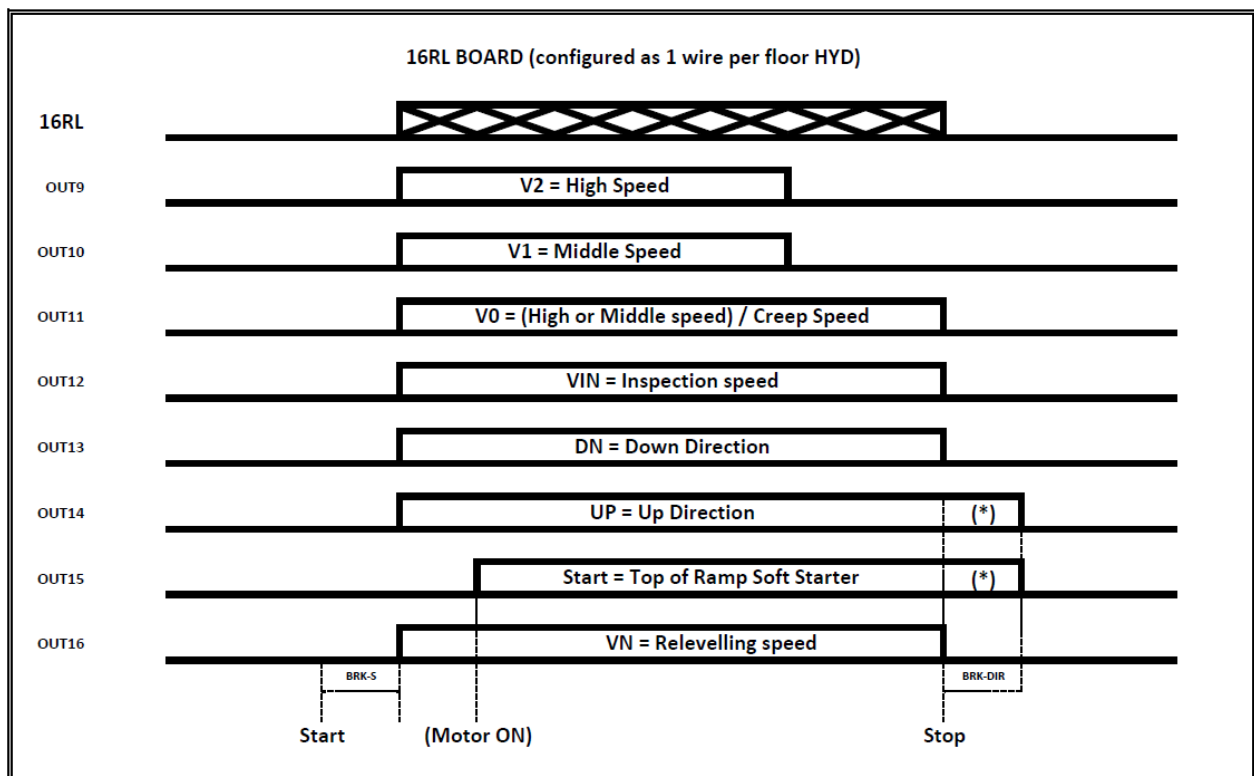 16RL BOARD (configured as 1 wire per floor HYD)
16RL
OUT9
V2 = High Speed
OUT10
V1 = Middle Speed
OUT11
V0 = (High or Middle speed) / Creep Speed
OUT12
VIN = Inspection speed
OUT13
DN = Down Direction
OUT14
UP = Up Direction
(*)
OUT15
Start = Top of Ramp Soft Starter
(*)
OUT16
VN = Relevelling speed
BRK-S
BRK-DIR
Start
(Motor ON)
Stop